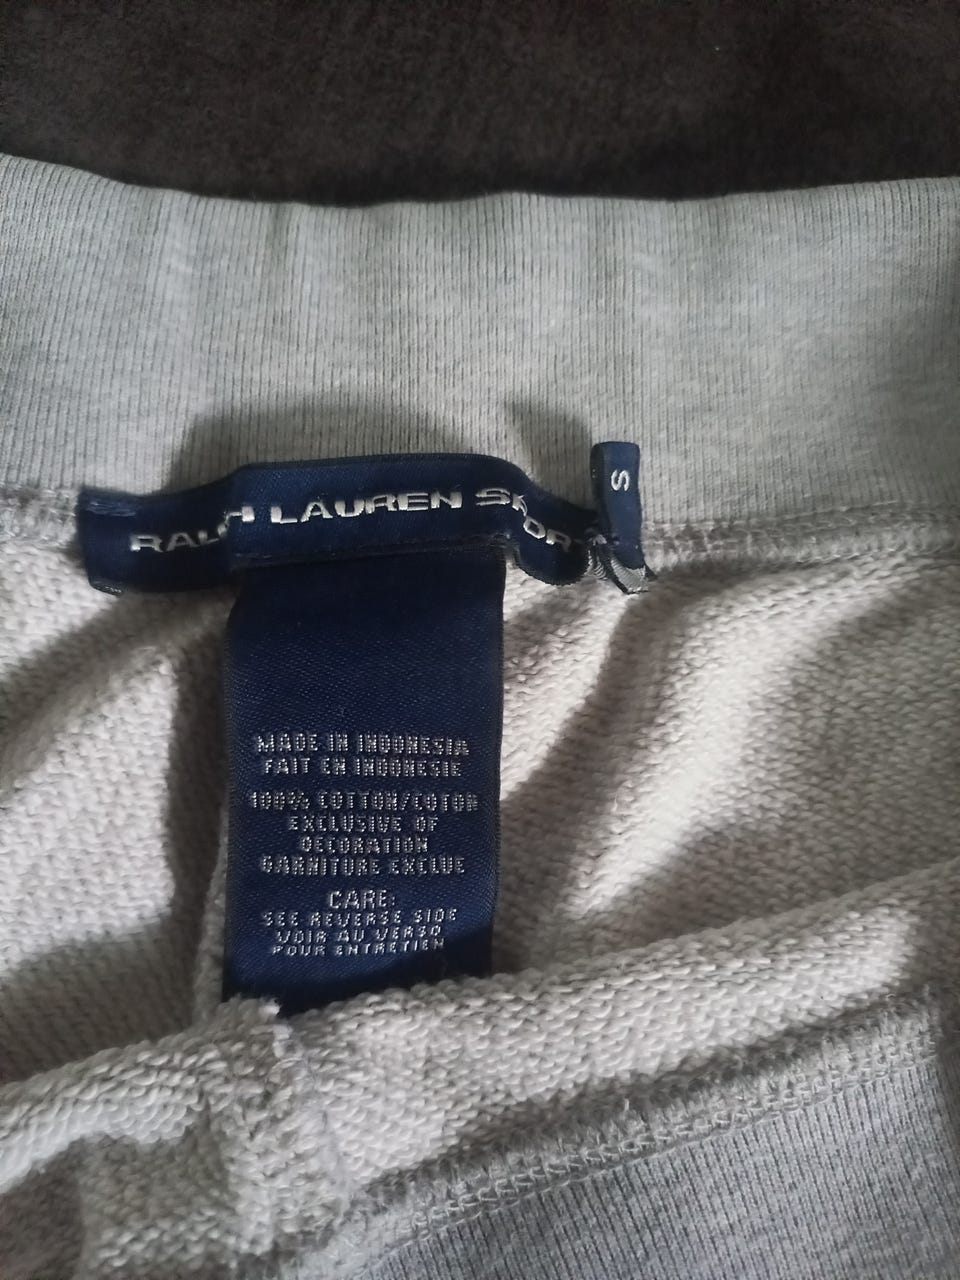 RALPH LAUREN SPORT
S
MADE IN INDONESIA
FAIT EN INDONESIE
100% COTTON/COTON
EXCLUSIVE OF
DECORATION
GARNITURE EXCLUE
CARE:
SEE REVERSE SIDE
VOIR AU VERSO
POUR ENTRETIEN